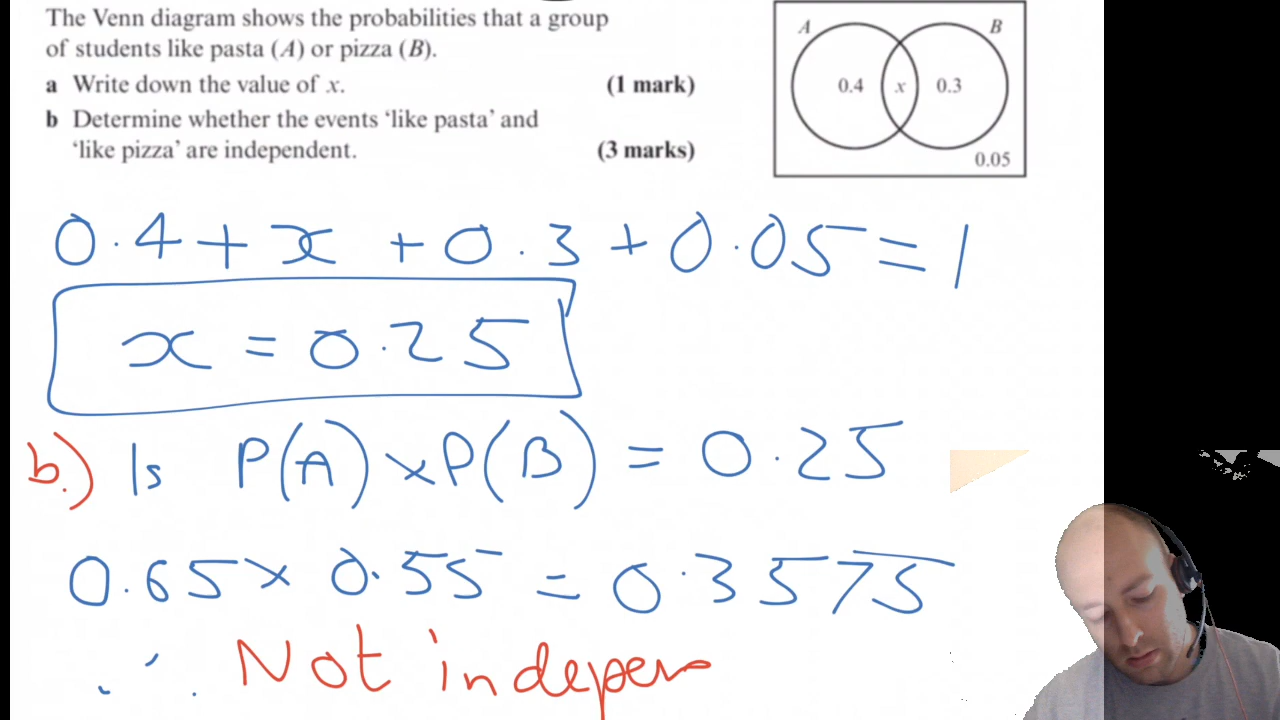 The Venn diagram shows the probabilities that a group
of students like pasta (A) or pizza (B).
a Write down the value of x. (1 mark)
b Determine whether the events ‘like pasta’ and
‘like pizza’ are independent. (3 marks)
A B
0.4 x 0.3
0.05
0.4 + x + 0.3 + 0.05 = 1
x = 0.25
b.) Is P(A) × P(B) = 0.25
0.65 × 0.55 = 0.3575
∴ Not indepen